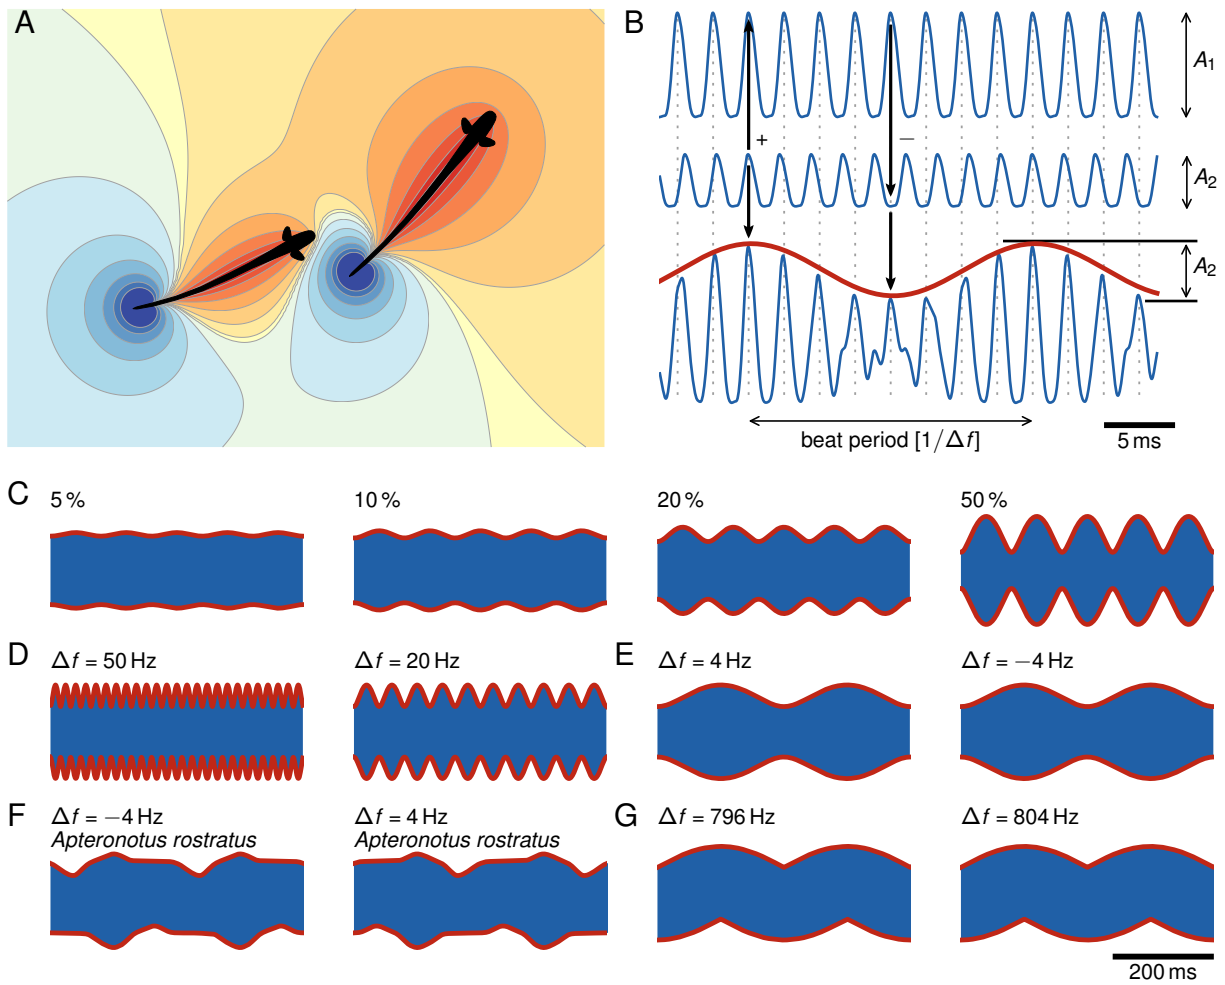 A
B
A1
+
−
A2
A2
beat period [1/Δf]
5 ms
C
5 %
10 %
20 %
50 %
D
Δf = 50 Hz
Δf = 20 Hz
E
Δf = 4 Hz
Δf = −4 Hz
F
Δf = −4 Hz
Apteronotus rostratus
Δf = 4 Hz
Apteronotus rostratus
G
Δf = 796 Hz
Δf = 804 Hz
200 ms